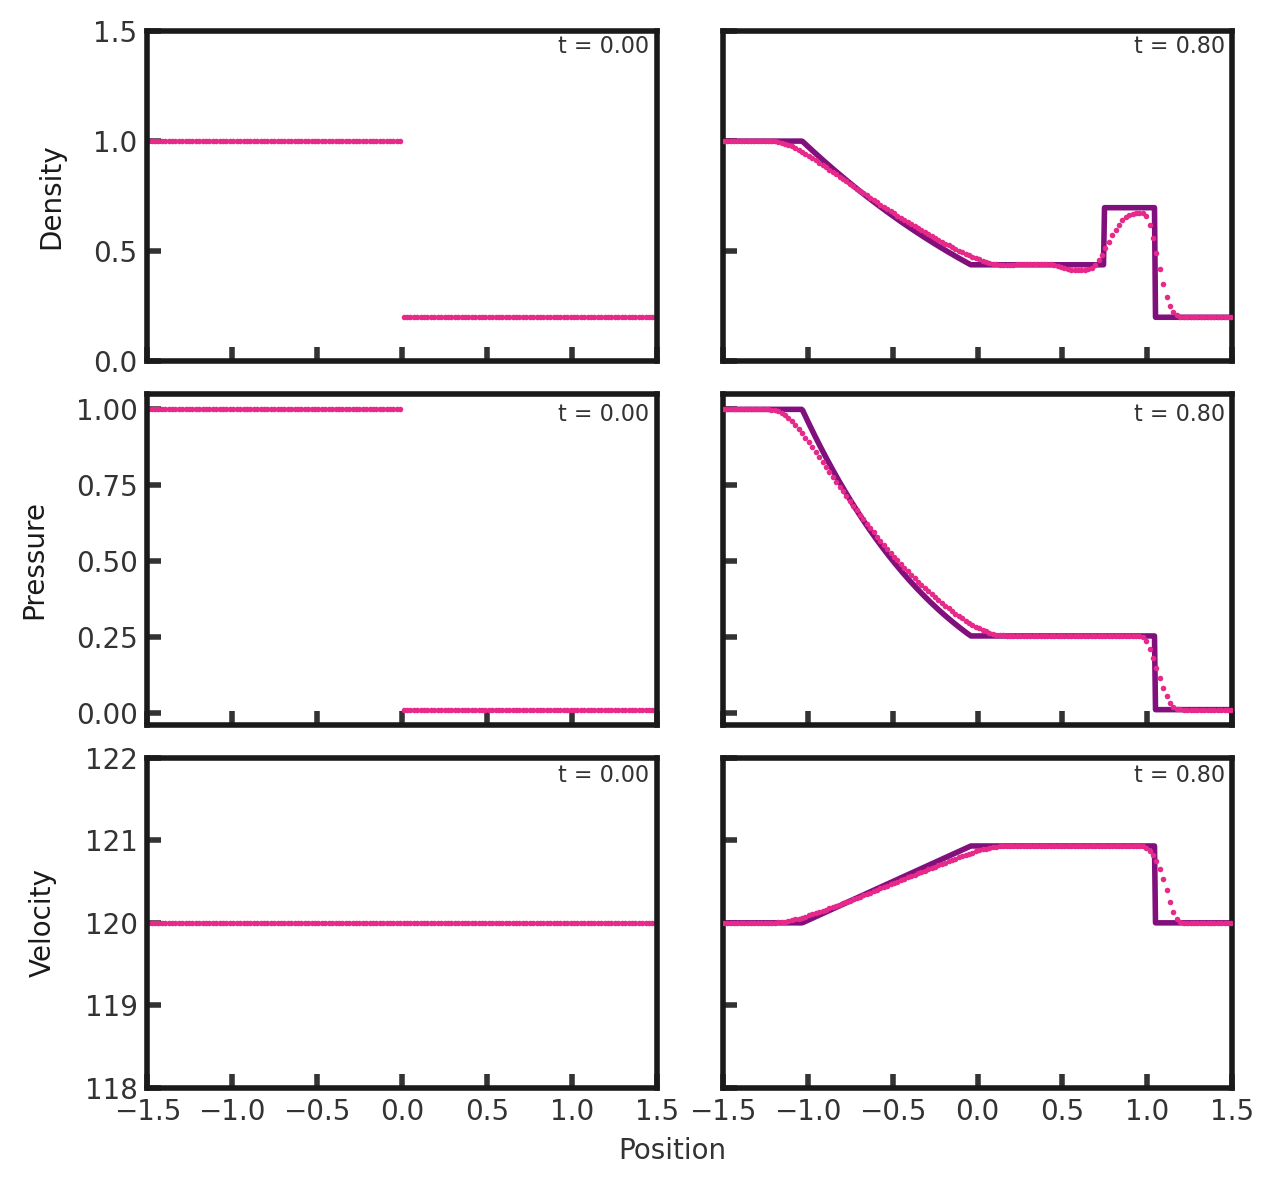 1.5
1.0
0.5
0.0
Density
t = 0.00
t = 0.80
1.00
0.75
0.50
0.25
0.00
Pressure
t = 0.00
t = 0.80
122
121
120
119
118
Velocity
t = 0.00
t = 0.80
−1.5 −1.0 −0.5 0.0 0.5 1.0 1.5
−1.5 −1.0 −0.5 0.0 0.5 1.0 1.5
Position